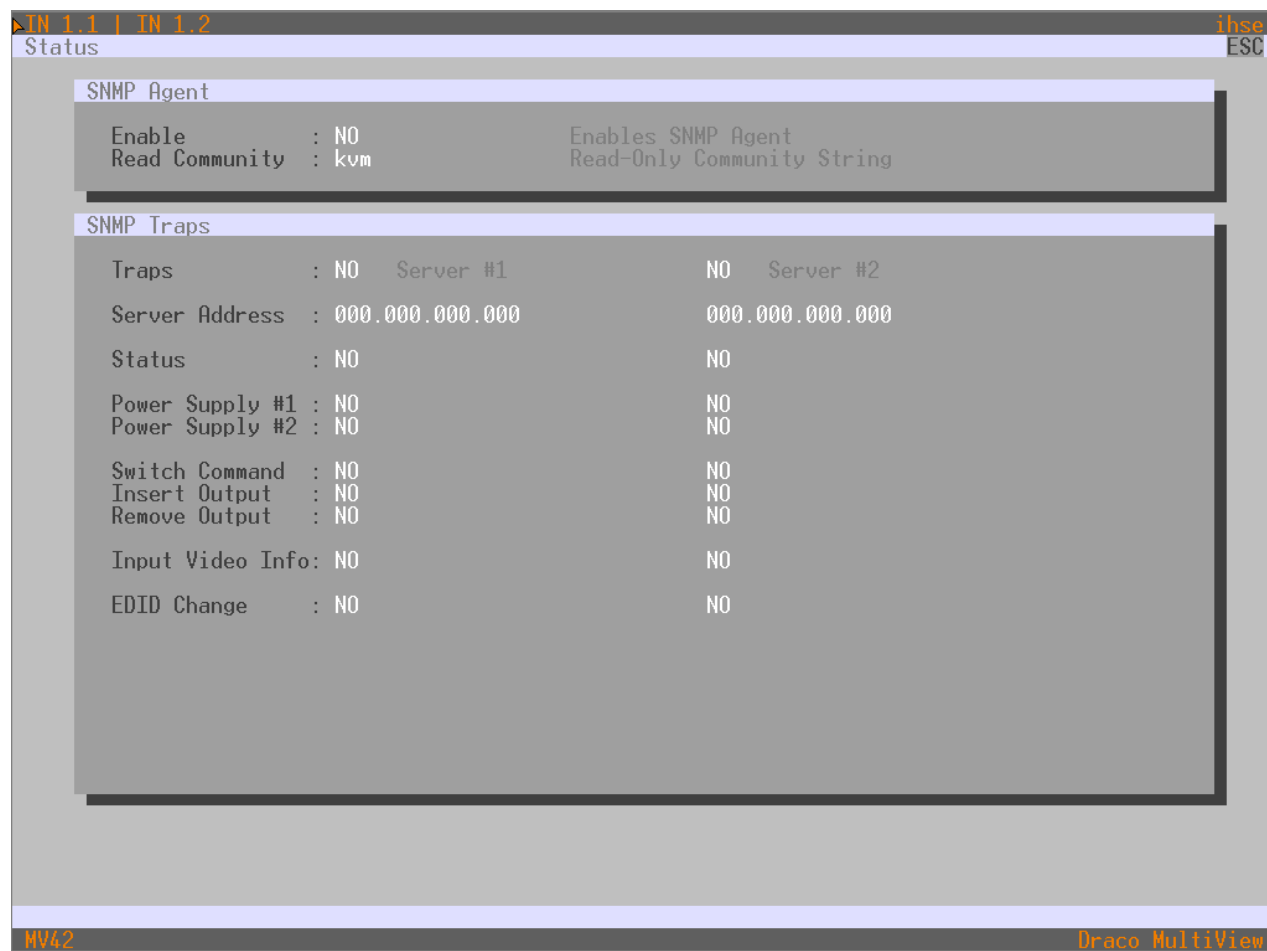 IN 1.1 | IN 1.2 ihse
Status ESC
SNMP Agent
Enable : NO Enables SNMP Agent
Read Community : kvm Read-Only Community String
SNMP Traps
Traps : NO Server #1 NO Server #2
Server Address : 000.000.000.000 000.000.000.000
Status : NO NO
Power Supply #1 : NO NO
Power Supply #2 : NO NO
Switch Command : NO NO
Insert Output : NO NO
Remove Output : NO NO
Input Video Info: NO NO
EDID Change : NO NO
MV42 Draco MultiView